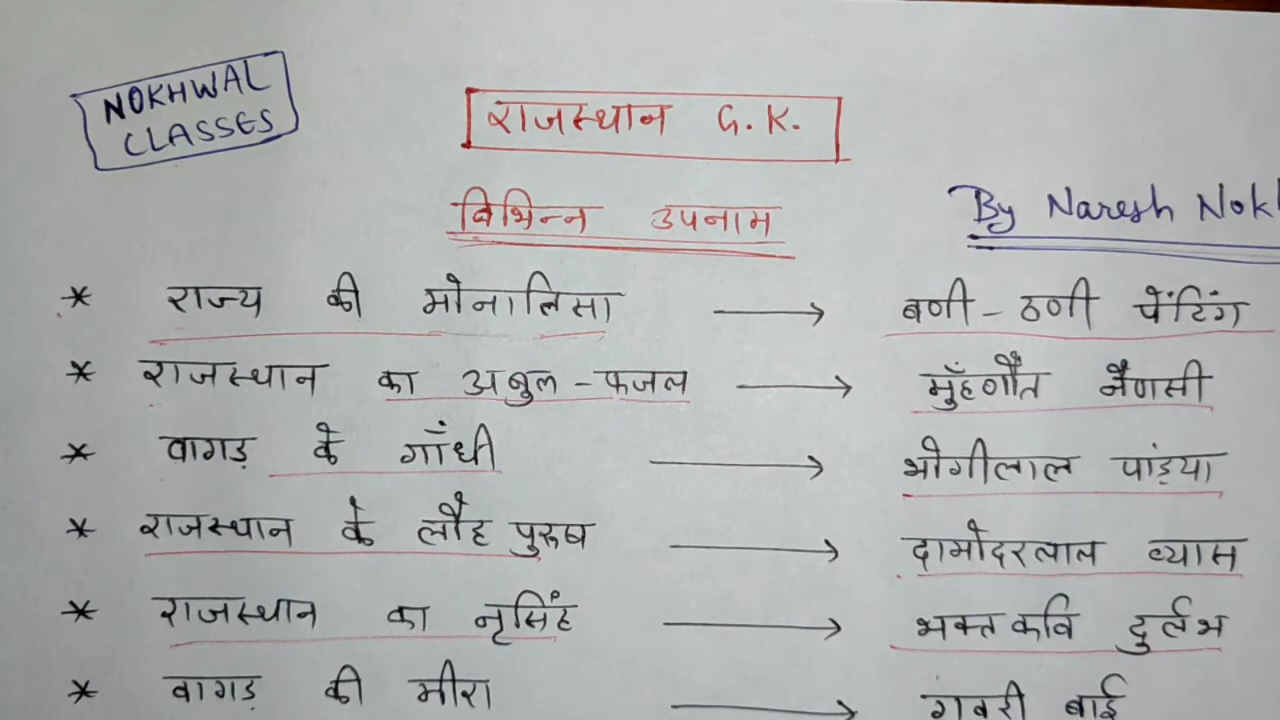 NOKHWAL
CLASSES
राजस्थान G.K.
विभिन्न उपनाम
By Naresh
* राज्य की मोनालिसा → बणी-ठणी पेंटिंग
* राजस्थान का अबुल-फजल → मुँहणौत नैणसी
* वागड़ के गाँधी → भोगीलाल पांड़या
* राजस्थान के लौह पुरुष → दामोदरलाल व्यास
* राजस्थान का नृसिंह → भक्त कवि दुर्लभ
* वागड़ की मीरा → गवरी बाई